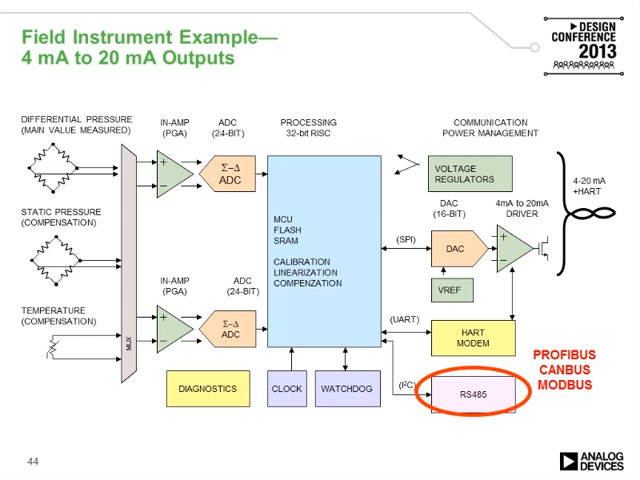 Field Instrument Example—
4 mA to 20 mA Outputs
▶DESIGN
CONFERENCE
2013
DIFFERENTIAL PRESSURE
(MAIN VALUE MEASURED)
IN-AMP
(PGA)
ADC
(24-BIT)
PROCESSING
32-bit RISC
COMMUNICATION
POWER MANAGEMENT
+
−
Σ–Δ
ADC
VOLTAGE
REGULATORS
4-20 mA
+HART
STATIC PRESSURE
(COMPENSATION)
MCU
FLASH
SRAM
CALIBRATION
LINEARIZATION
COMPENZATION
(SPI)
DAC
(16-BIT)
4mA to 20mA
DRIVER
DAC
+
−
VREF
IN-AMP
(PGA)
ADC
(24-BIT)
TEMPERATURE
(COMPENSATION)
MUX
+
−
Σ–Δ
ADC
(UART)
HART
MODEM
DIAGNOSTICS
CLOCK
WATCHDOG
(I²C)
RS485
PROFIBUS
CANBUS
MODBUS
44
ANALOG
DEVICES